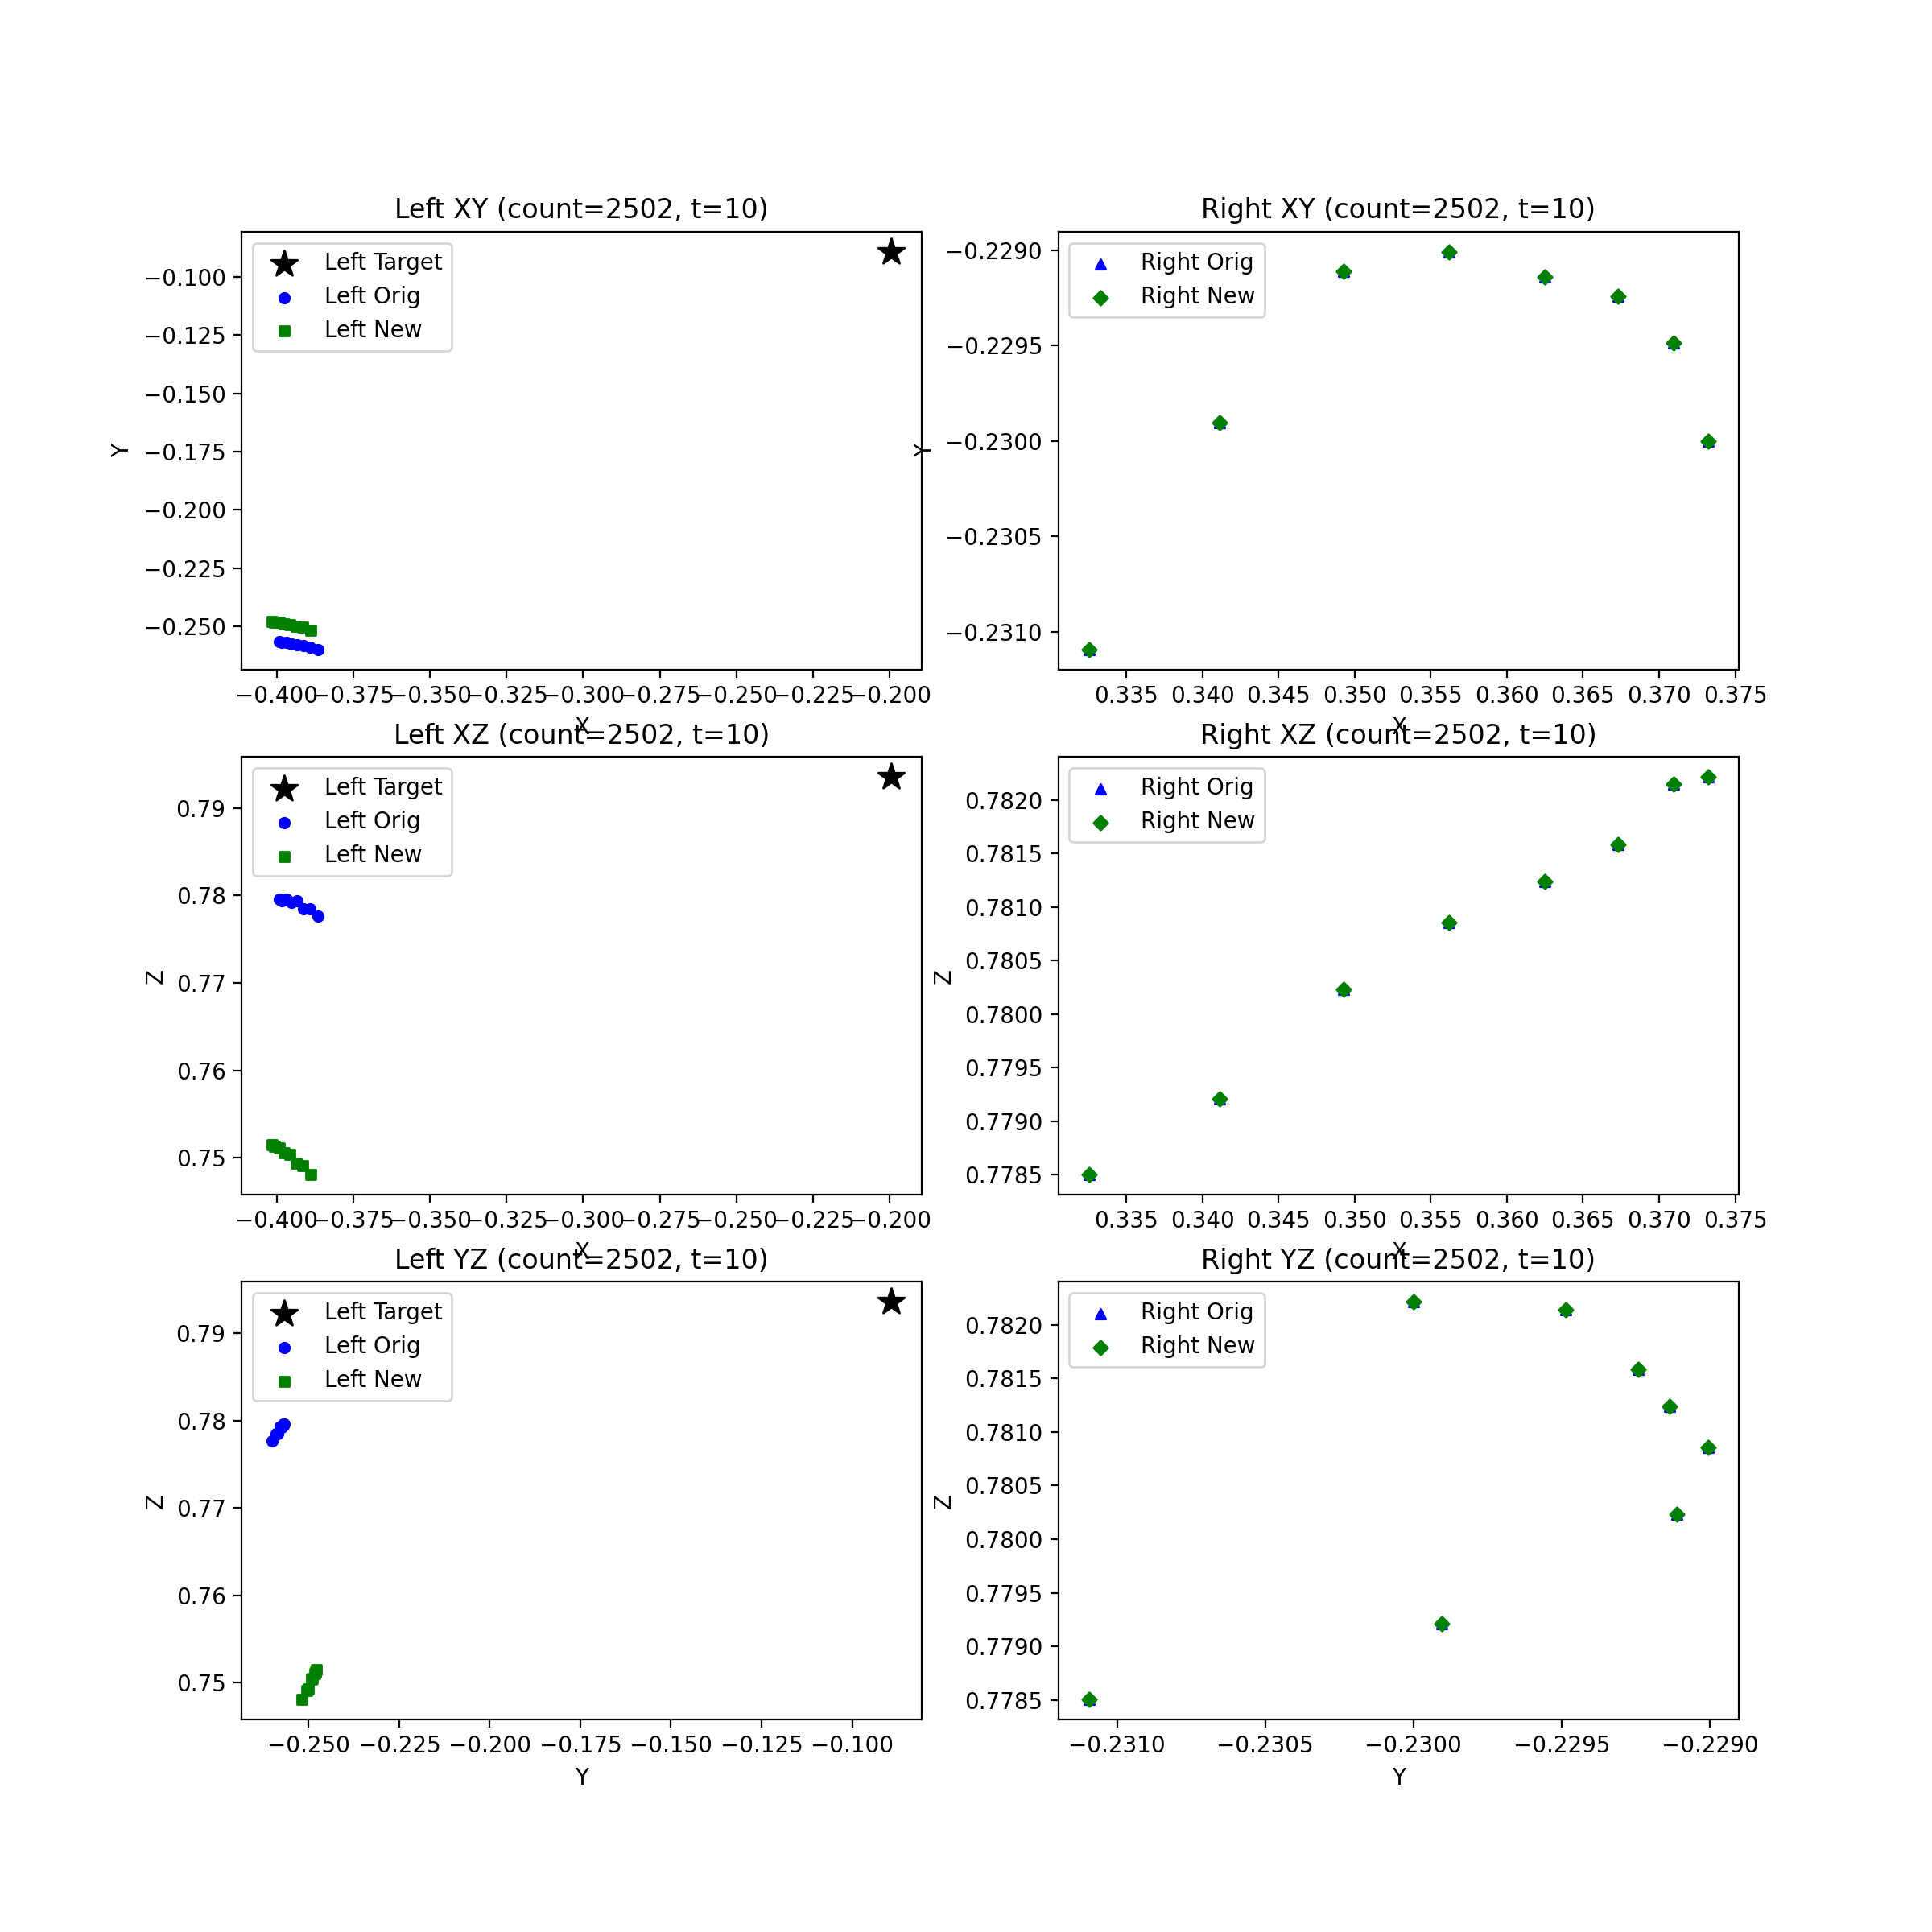 Left XY (count=2502, t=10)
Left Target
Left Orig
Left New
−0.100
−0.125
−0.150
−0.175
−0.200
−0.225
−0.250
Y
−0.400 −0.375 −0.350 −0.325 −0.300 −0.275 −0.250 −0.225 −0.200
X
Right XY (count=2502, t=10)
Right Orig
Right New
−0.2290
−0.2295
−0.2300
−0.2305
−0.2310
Y
0.335 0.340 0.345 0.350 0.355 0.360 0.365 0.370 0.375
X
Left XZ (count=2502, t=10)
Left Target
Left Orig
Left New
0.79
0.78
0.77
0.76
0.75
Z
−0.400 −0.375 −0.350 −0.325 −0.300 −0.275 −0.250 −0.225 −0.200
X
Right XZ (count=2502, t=10)
Right Orig
Right New
0.7820
0.7815
0.7810
0.7805
0.7800
0.7795
0.7790
0.7785
Z
0.335 0.340 0.345 0.350 0.355 0.360 0.365 0.370 0.375
X
Left YZ (count=2502, t=10)
Left Target
Left Orig
Left New
0.79
0.78
0.77
0.76
0.75
Z
−0.250 −0.225 −0.200 −0.175 −0.150 −0.125 −0.100
Y
Right YZ (count=2502, t=10)
Right Orig
Right New
0.7820
0.7815
0.7810
0.7805
0.7800
0.7795
0.7790
0.7785
Z
−0.2310 −0.2305 −0.2300 −0.2295 −0.2290
Y